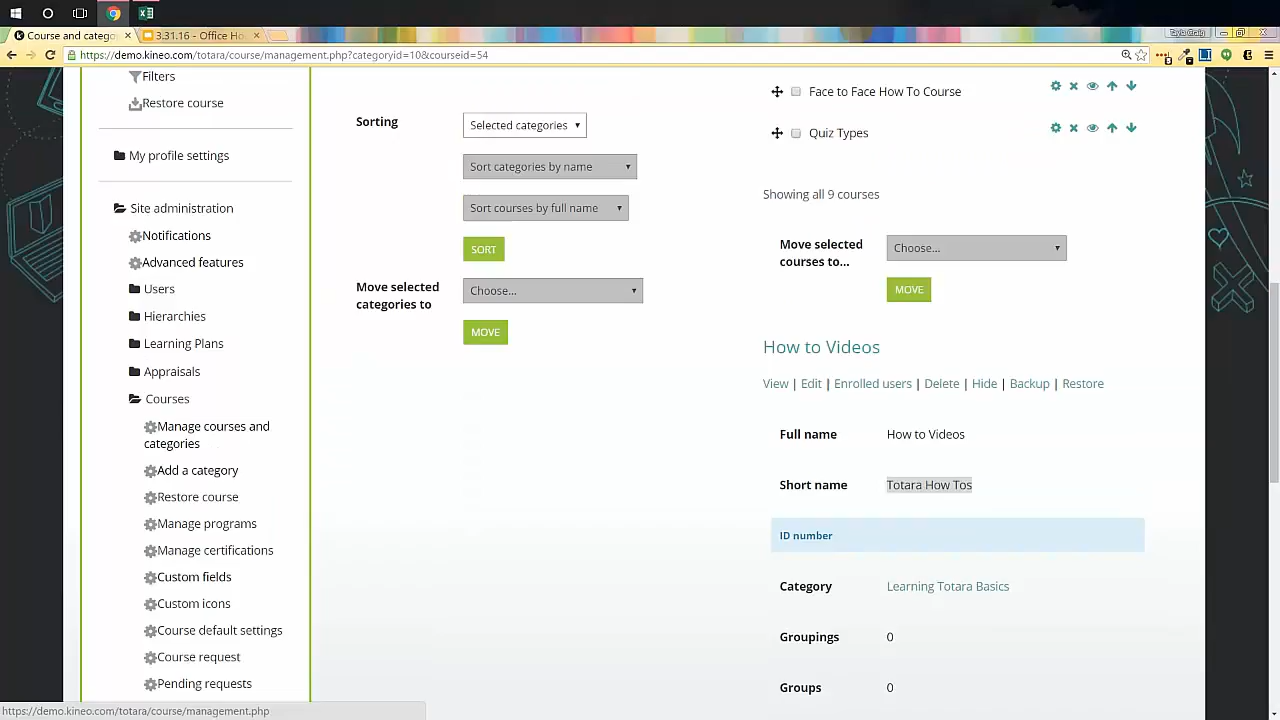 Course and catego
3.31.16 - Office Ho
Tayla Craig
https://demo.kineo.com/totara/course/management.php?categoryid=10&courseid=54
Filters
Restore course
My profile settings
Site administration
Notifications
Advanced features
Users
Hierarchies
Learning Plans
Appraisals
Courses
Manage courses and
categories
Add a category
Restore course
Manage programs
Manage certifications
Custom fields
Custom icons
Course default settings
Course request
Pending requests
Sorting
Selected categories
Sort categories by name
Sort courses by full name
SORT
Move selected
categories to
Choose...
MOVE
Face to Face How To Course
Quiz Types
Showing all 9 courses
Move selected
courses to...
Choose...
MOVE
How to Videos
View | Edit | Enrolled users | Delete | Hide | Backup | Restore
Full name How to Videos
Short name Totara How Tos
ID number
Category Learning Totara Basics
Groupings 0
Groups 0
https://demo.kineo.com/totara/course/management.php